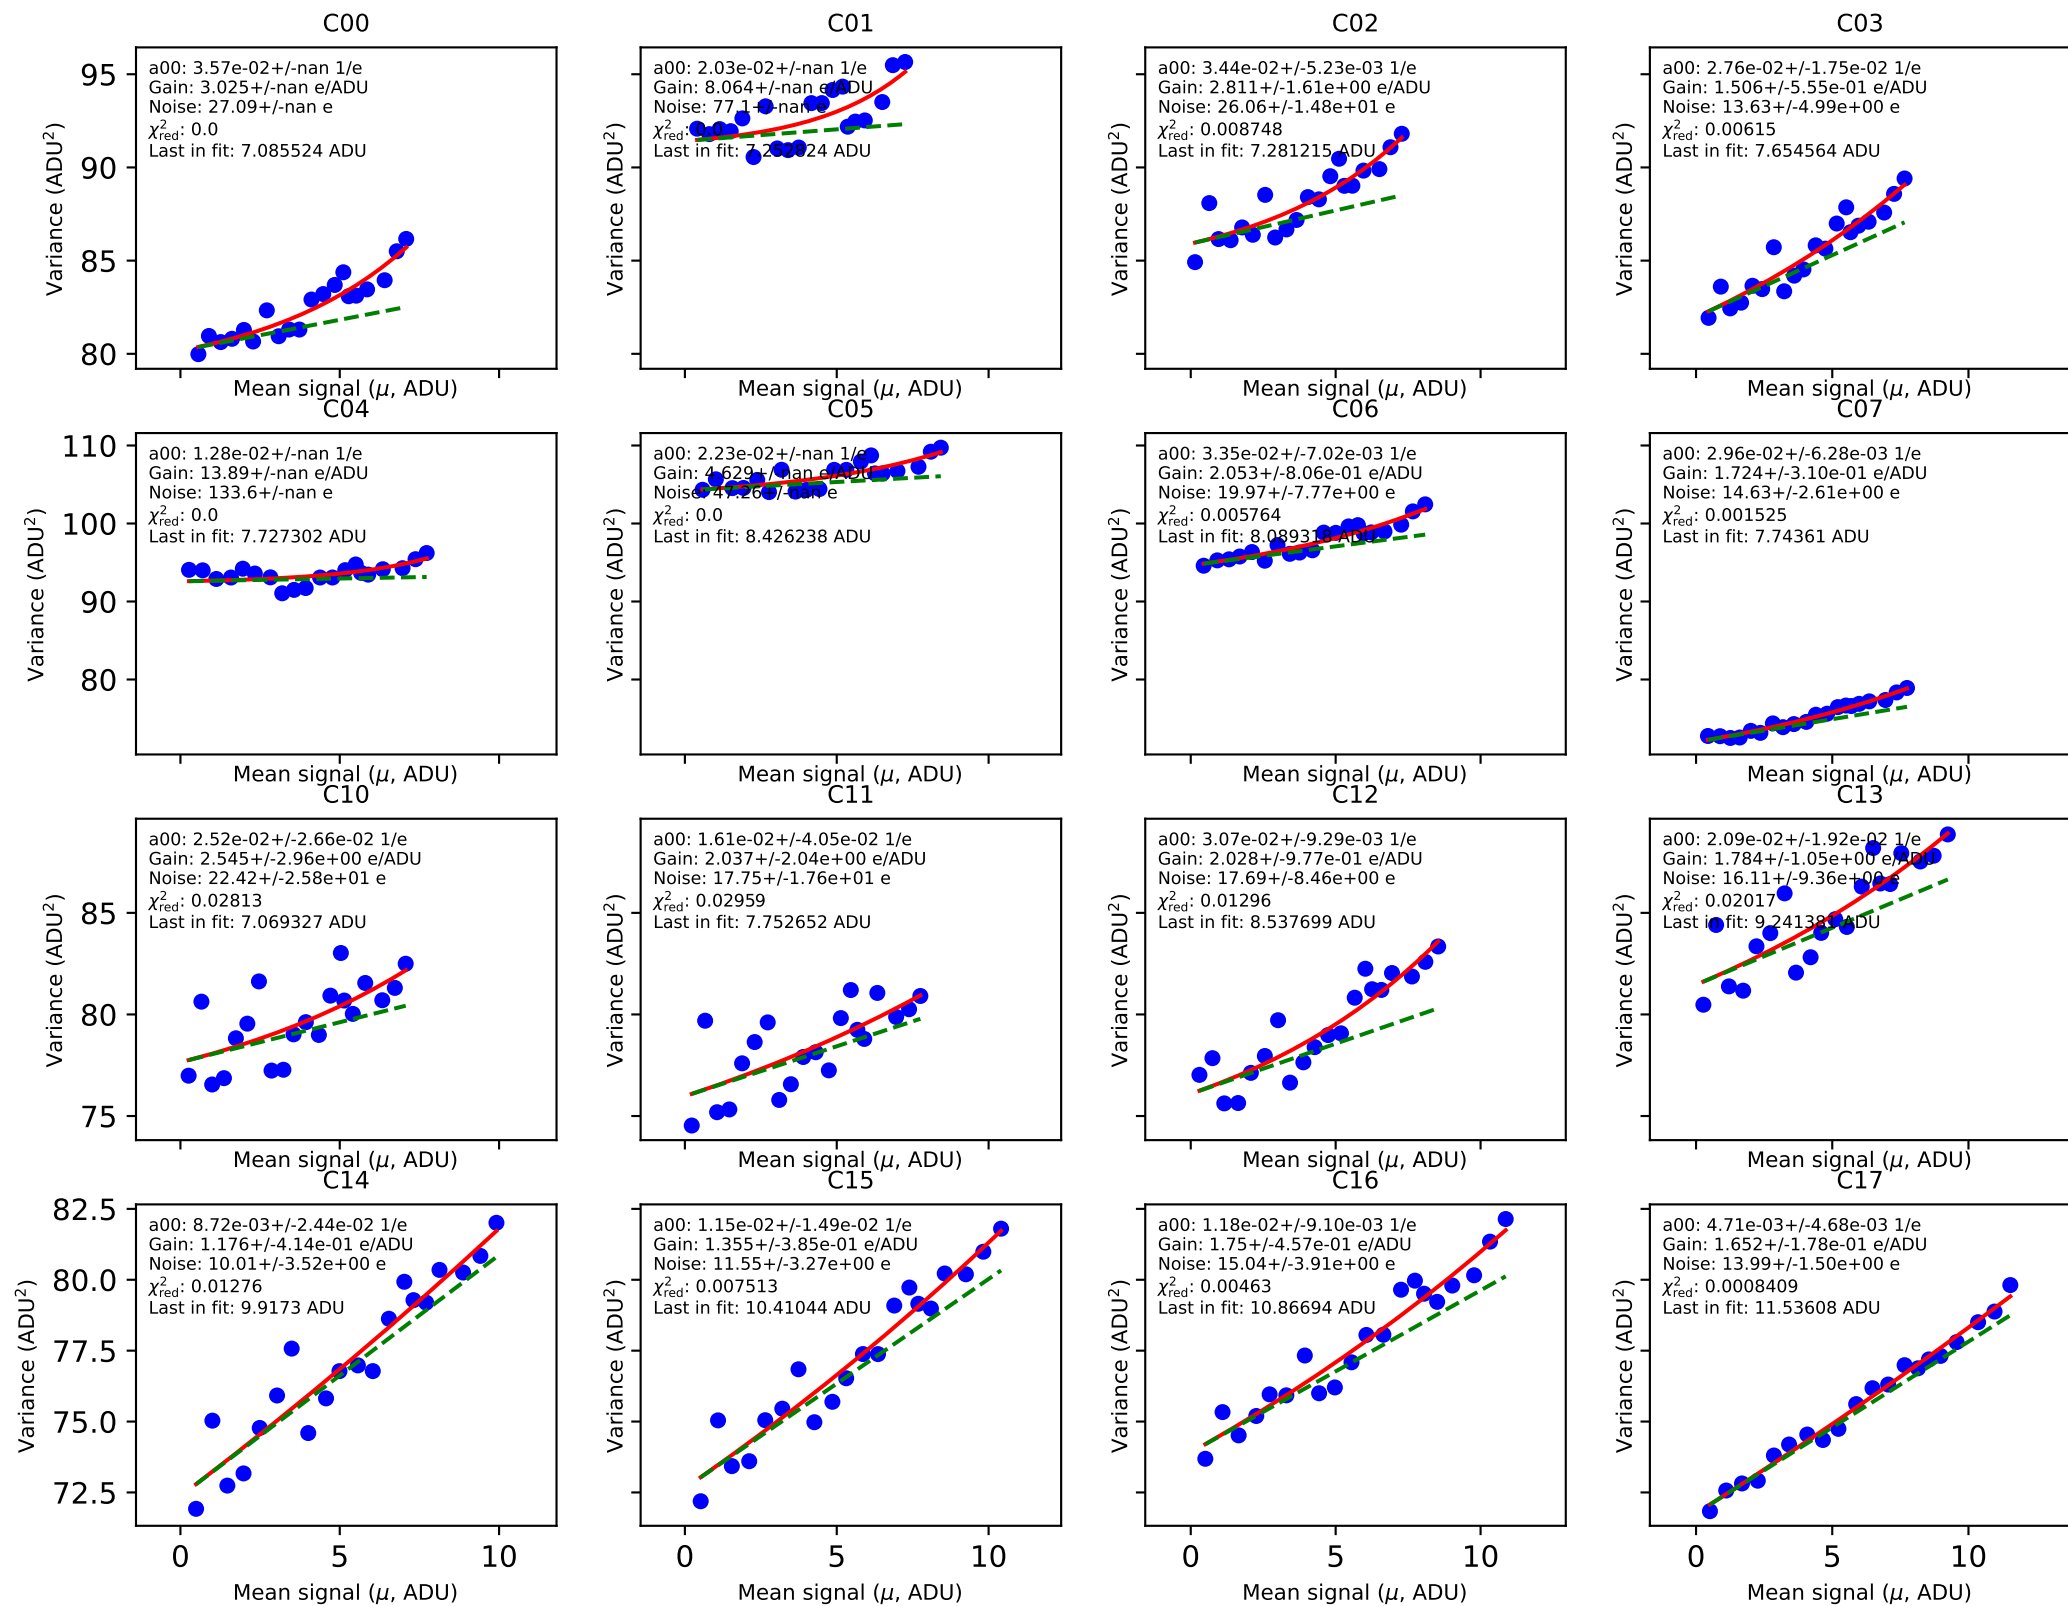 C00
C01
C02
C03
a00: 3.57e-02+/-nan 1/e
Gain: 3.025+/-nan e/ADU
Noise: 27.09+/-nan e
χ²red: 0.0
Last in fit: 7.085524 ADU
a00: 2.03e-02+/-nan 1/e
Gain: 8.064+/-nan e/ADU
Noise: 77.1+/-nan e
χ²red: 0.0
Last in fit: 7.252824 ADU
a00: 3.44e-02+/-5.23e-03 1/e
Gain: 2.811+/-1.61e+00 e/ADU
Noise: 26.06+/-1.48e+01 e
χ²red: 0.008748
Last in fit: 7.281215 ADU
a00: 2.76e-02+/-1.75e-02 1/e
Gain: 1.506+/-5.55e-01 e/ADU
Noise: 13.63+/-4.99e+00 e
χ²red: 0.00615
Last in fit: 7.654564 ADU
95
90
85
80
Variance (ADU²)
Variance (ADU²)
Variance (ADU²)
Variance (ADU²)
Mean signal (μ, ADU)
Mean signal (μ, ADU)
Mean signal (μ, ADU)
Mean signal (μ, ADU)
C04
C05
C06
C07
a00: 1.28e-02+/-nan 1/e
Gain: 13.89+/-nan e/ADU
Noise: 133.6+/-nan e
χ²red: 0.0
Last in fit: 7.727302 ADU
a00: 2.23e-02+/-nan 1/e
Gain: 4.629+/-nan e/ADU
Noise: 47.26+/-nan e
χ²red: 0.0
Last in fit: 8.426238 ADU
a00: 3.35e-02+/-7.02e-03 1/e
Gain: 2.053+/-8.06e-01 e/ADU
Noise: 19.97+/-7.77e+00 e
χ²red: 0.005764
Last in fit: ADU
a00: 2.96e-02+/-6.28e-03 1/e
Gain: 1.724+/-3.10e-01 e/ADU
Noise: 14.63+/-2.61e+00 e
χ²red: 0.001525
Last in fit: 7.74361 ADU
110
100
90
80
Variance (ADU²)
Variance (ADU²)
Variance (ADU²)
Variance (ADU²)
Mean signal (μ, ADU)
Mean signal (μ, ADU)
Mean signal (μ, ADU)
Mean signal (μ, ADU)
C10
C11
C12
C13
a00: 2.52e-02+/-2.66e-02 1/e
Gain: 2.545+/-2.96e+00 e/ADU
Noise: 22.42+/-2.58e+01 e
χ²red: 0.02813
Last in fit: 7.069327 ADU
a00: 1.61e-02+/-4.05e-02 1/e
Gain: 2.037+/-2.04e+00 e/ADU
Noise: 17.75+/-1.76e+01 e
χ²red: 0.02959
Last in fit: 7.752652 ADU
a00: 3.07e-02+/-9.29e-03 1/e
Gain: 2.028+/-9.77e-01 e/ADU
Noise: 17.69+/-8.46e+00 e
χ²red: 0.01296
Last in fit: 8.537699 ADU
a00: 2.09e-02+/-1.92e-02 1/e
Gain: 1.784+/-1.05e+00 e/ADU
Noise: 16.11+/-9.36e+00 e
χ²red: 0.02017
Last in fit: ADU
85
80
75
Variance (ADU²)
Variance (ADU²)
Variance (ADU²)
Variance (ADU²)
Mean signal (μ, ADU)
Mean signal (μ, ADU)
Mean signal (μ, ADU)
Mean signal (μ, ADU)
C14
C15
C16
C17
a00: 8.72e-03+/-2.44e-02 1/e
Gain: 1.176+/-4.14e-01 e/ADU
Noise: 10.01+/-3.52e+00 e
χ²red: 0.01276
Last in fit: 9.9173 ADU
a00: 1.15e-02+/-1.49e-02 1/e
Gain: 1.355+/-3.85e-01 e/ADU
Noise: 11.55+/-3.27e+00 e
χ²red: 0.007513
Last in fit: 10.41044 ADU
a00: 1.18e-02+/-9.10e-03 1/e
Gain: 1.75+/-4.57e-01 e/ADU
Noise: 15.04+/-3.91e+00 e
χ²red: 0.00463
Last in fit: 10.86694 ADU
a00: 4.71e-03+/-4.68e-03 1/e
Gain: 1.652+/-1.78e-01 e/ADU
Noise: 13.99+/-1.50e+00 e
χ²red: 0.0008409
Last in fit: 11.53608 ADU
82.5
80.0
77.5
75.0
72.5
Variance (ADU²)
Variance (ADU²)
Variance (ADU²)
Variance (ADU²)
0 5 10
0 5 10
0 5 10
0 5 10
Mean signal (μ, ADU)
Mean signal (μ, ADU)
Mean signal (μ, ADU)
Mean signal (μ, ADU)